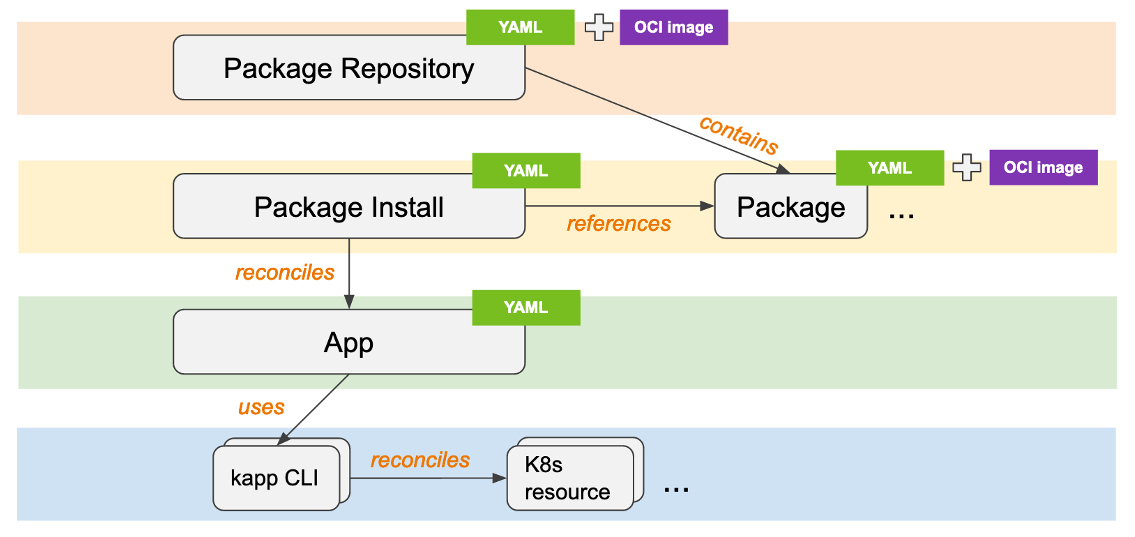 YAML
OCI image
Package Repository
contains
YAML
YAML
OCI image
Package Install
references
Package
...
reconciles
YAML
App
uses
kapp CLI
reconciles
K8s
resource
...